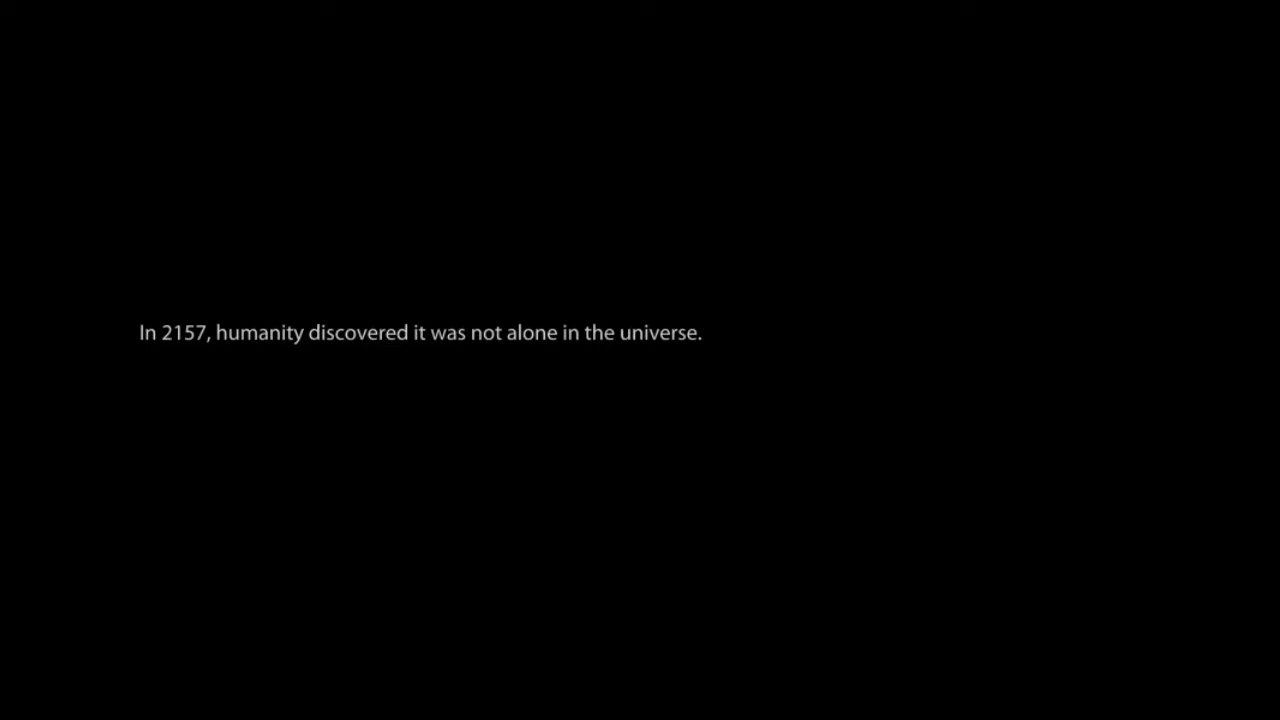 In 2157, humanity discovered it was not alone in the universe.